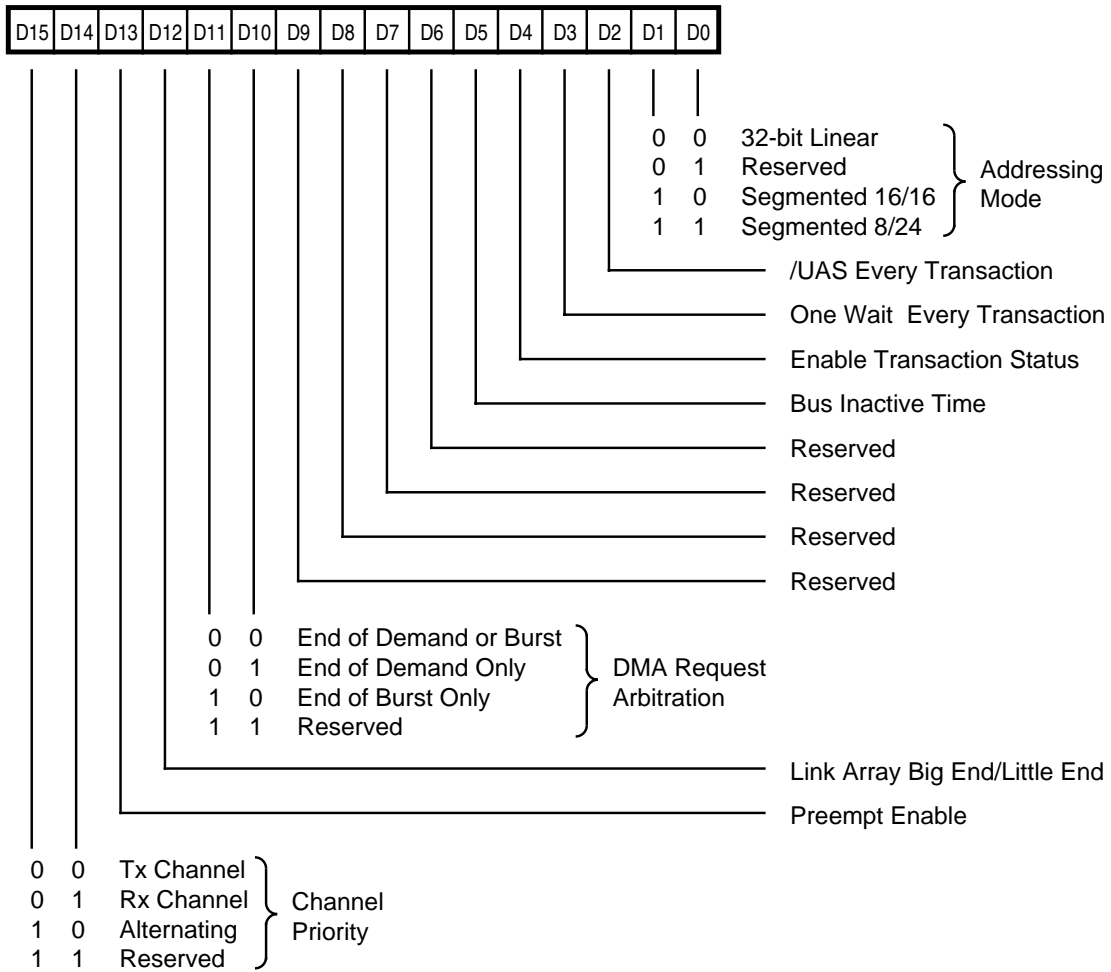 D15 D14 D13 D12 D11 D10 D9 D8 D7 D6 D5 D4 D3 D2 D1 D0
0 0 32-bit Linear
0 1 Reserved
1 0 Segmented 16/16
1 1 Segmented 8/24
Addressing
Mode
/UAS Every Transaction
One Wait Every Transaction
Enable Transaction Status
Bus Inactive Time
Reserved
Reserved
Reserved
Reserved
0 0 End of Demand or Burst
0 1 End of Demand Only
1 0 End of Burst Only
1 1 Reserved
DMA Request
Arbitration
Link Array Big End/Little End
Preempt Enable
0 0 Tx Channel
0 1 Rx Channel
1 0 Alternating
1 1 Reserved
Channel
Priority